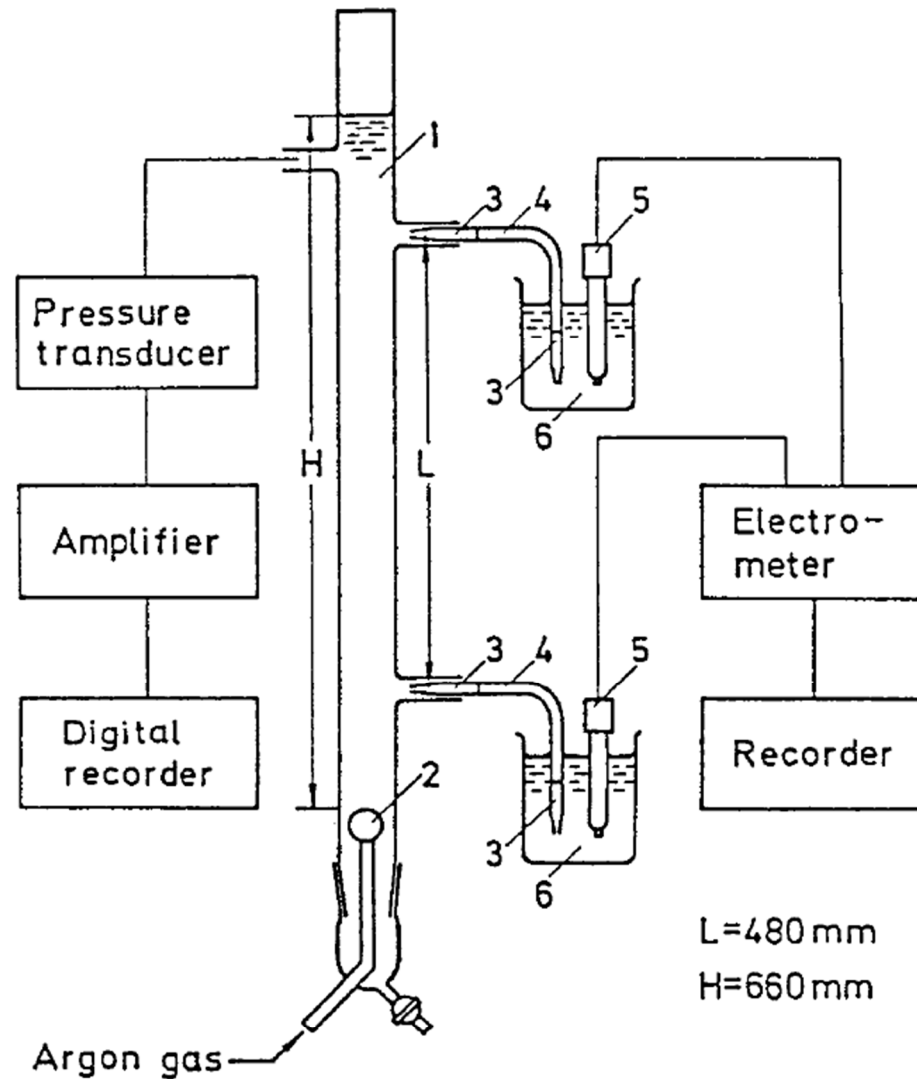 1
3
4
5
Pressure
transducer
3
6
H
L
Amplifier
Electro-
meter
3
4
5
Digital
recorder
2
Recorder
3
6
L=480mm
H=660mm
Argon gas